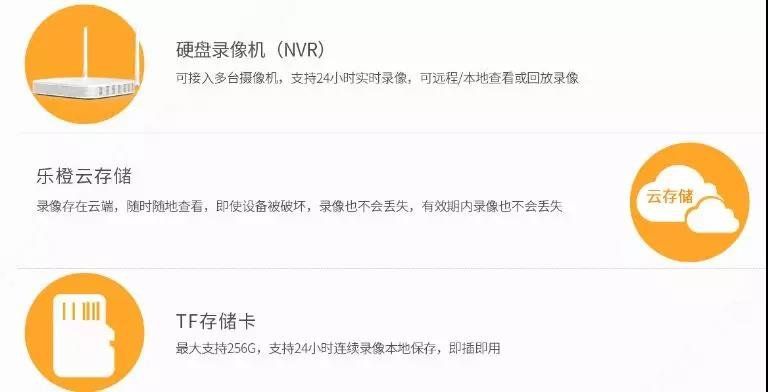 硬盘录像机（NVR）
可接入多台摄像机，支持24小时实时录像，可远程/本地查看或回放录像
乐橙云存储
录像存在云端，随时随地查看，即使设备被破坏，录像也不会丢失，有效期内录像也不会丢失
云存储
TF存储卡
最大支持256G，支持24小时连续录像本地保存，即插即用